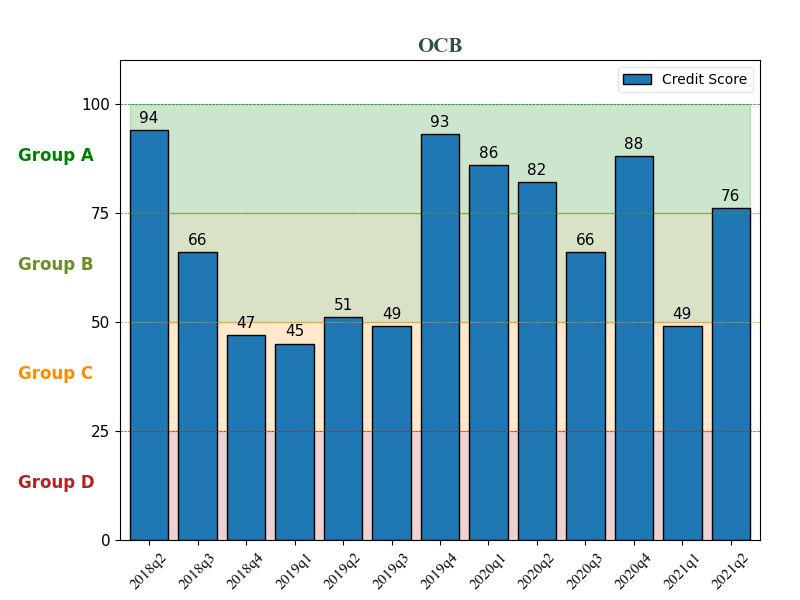 OCB
Credit Score
100
75
50
25
0
Group A
Group B
Group C
Group D
94
66
47
45
51
49
93
86
82
66
88
49
76
2018q2
2018q3
2018q4
2019q1
2019q2
2019q3
2019q4
2020q1
2020q2
2020q3
2020q4
2021q1
2021q2